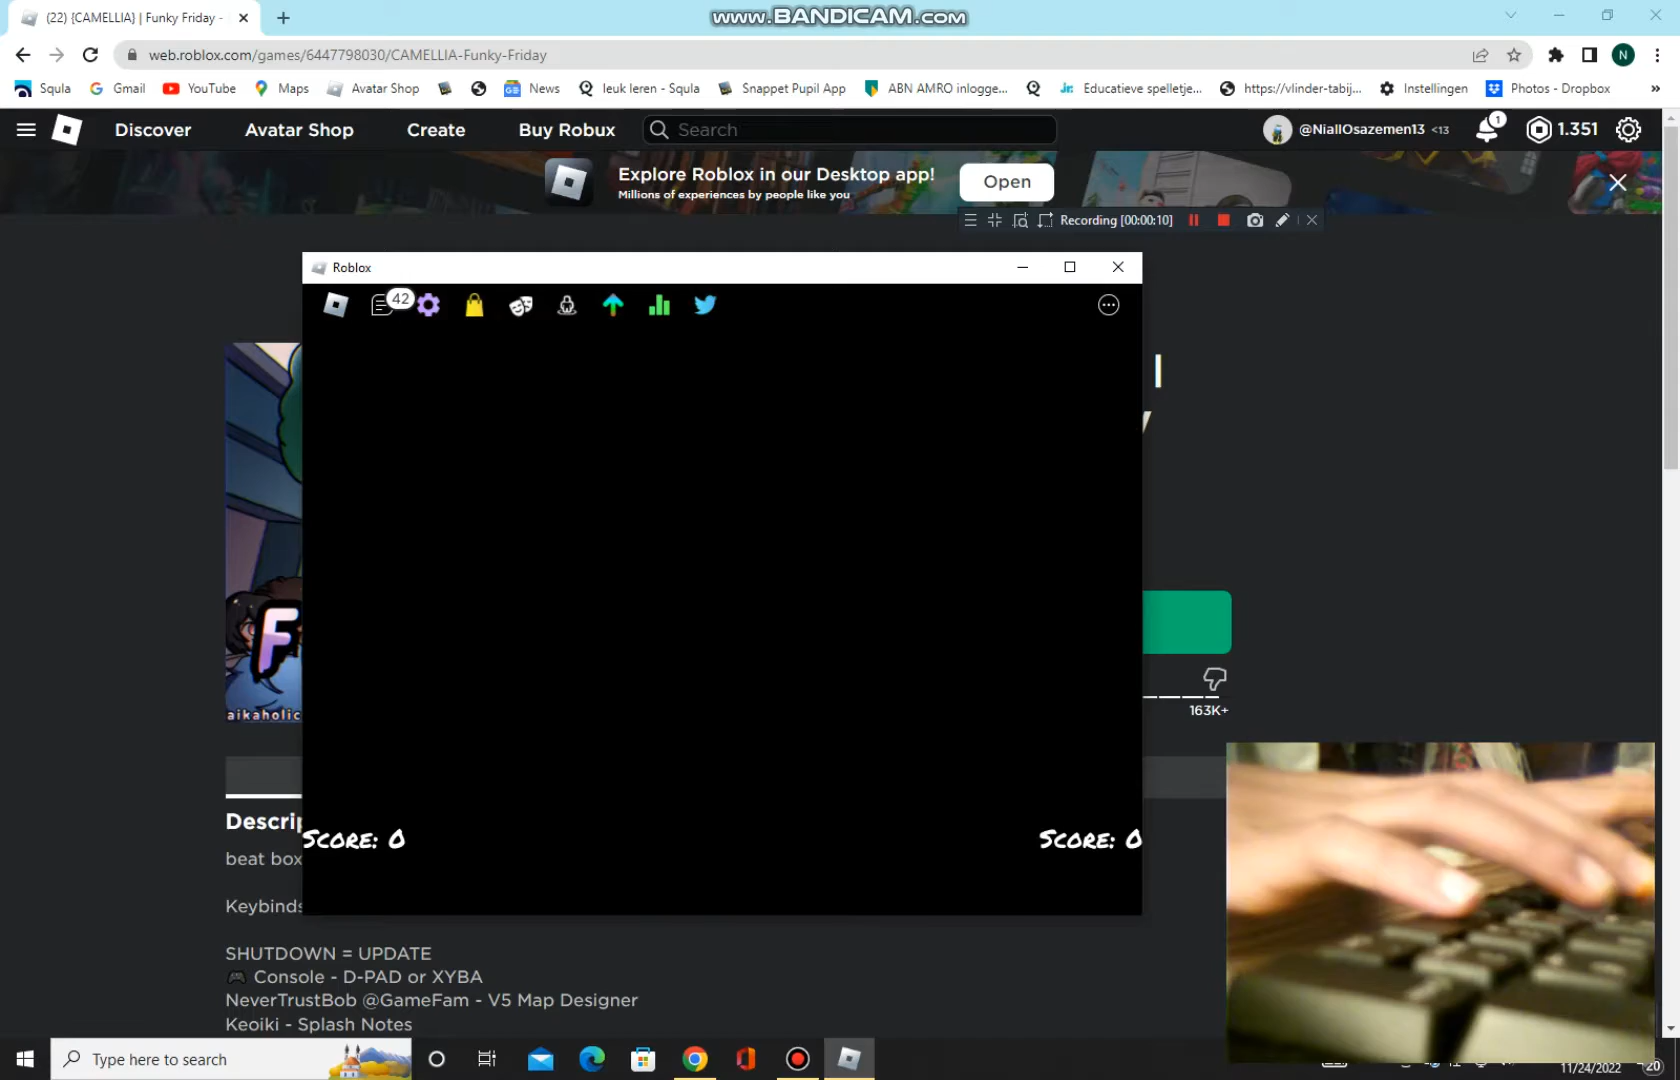 (22) {CAMELLIA} | Funky Friday -
www.BANDICAM.com
web.roblox.com/games/6447798030/CAMELLIA-Funky-Friday
N
Squla
Gmail
YouTube
Maps
Avatar Shop
News
leuk leren - Squla
Snappet Pupil App
ABN AMRO inlogge...
Educatieve spelletje...
https://vlinder-tabij...
Instellingen
Photos - Dropbox
Discover
Avatar Shop
Create
Buy Robux
Search
@NiallOsazemen13 <13
1
1.351
Explore Roblox in our Desktop app!
Millions of experiences by people like you
Open
Recording [00:00:10]
Roblox
42
F
163K+
aikaholic
Score: 0
Score: 0
Descrip
beat box
Keybinds
SHUTDOWN = UPDATE
Console - D-PAD or XYBA
NeverTrustBob @GameFam - V5 Map Designer
Keoiki - Splash Notes
Type here to search
11/24/2022
20